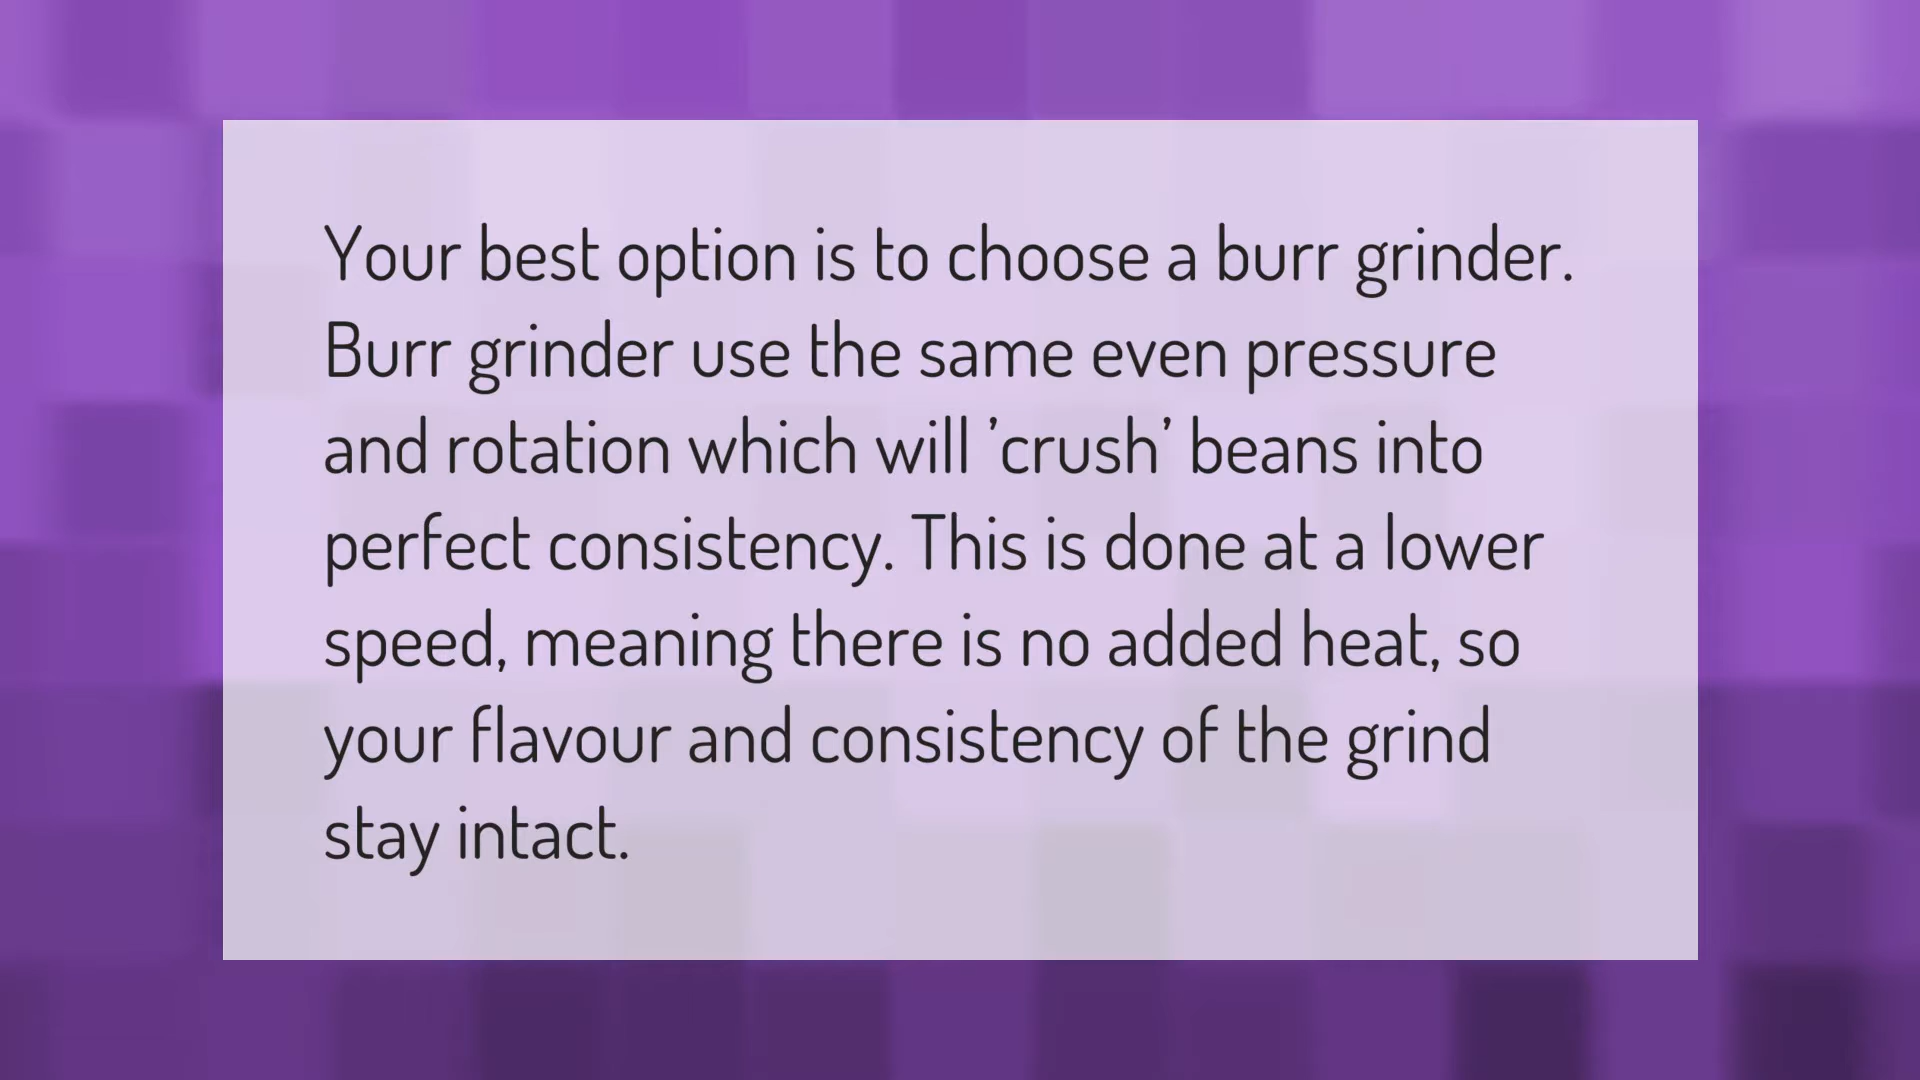 Your best option is to choose a burr grinder.
Burr grinder use the same even pressure
and rotation which will ’crush’ beans into
perfect consistency. This is done at a lower
speed, meaning there is no added heat, so
your flavour and consistency of the grind
stay intact.